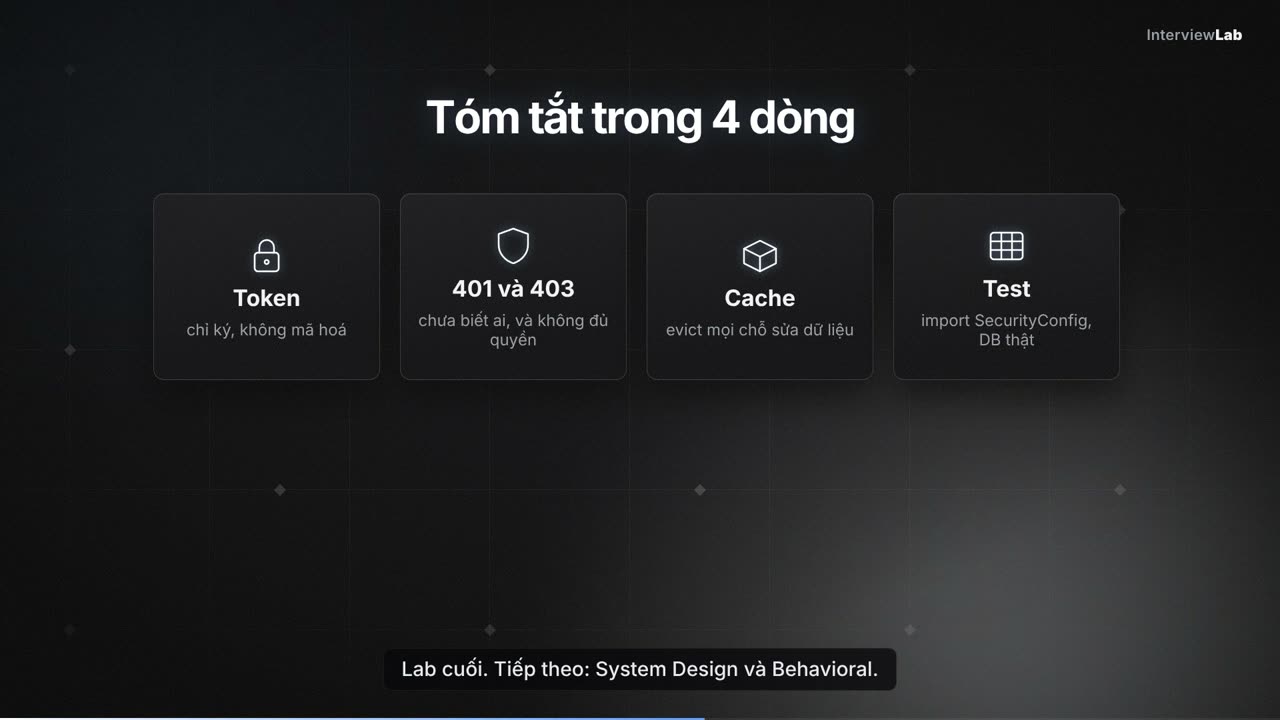 InterviewLab
Tóm tắt trong 4 dòng
Token
chỉ ký, không mã hoá
401 và 403
chưa biết ai, và không đủ
quyền
Cache
evict mọi chỗ sửa dữ liệu
Test
import SecurityConfig,
DB thật
Lab cuối. Tiếp theo: System Design và Behavioral.